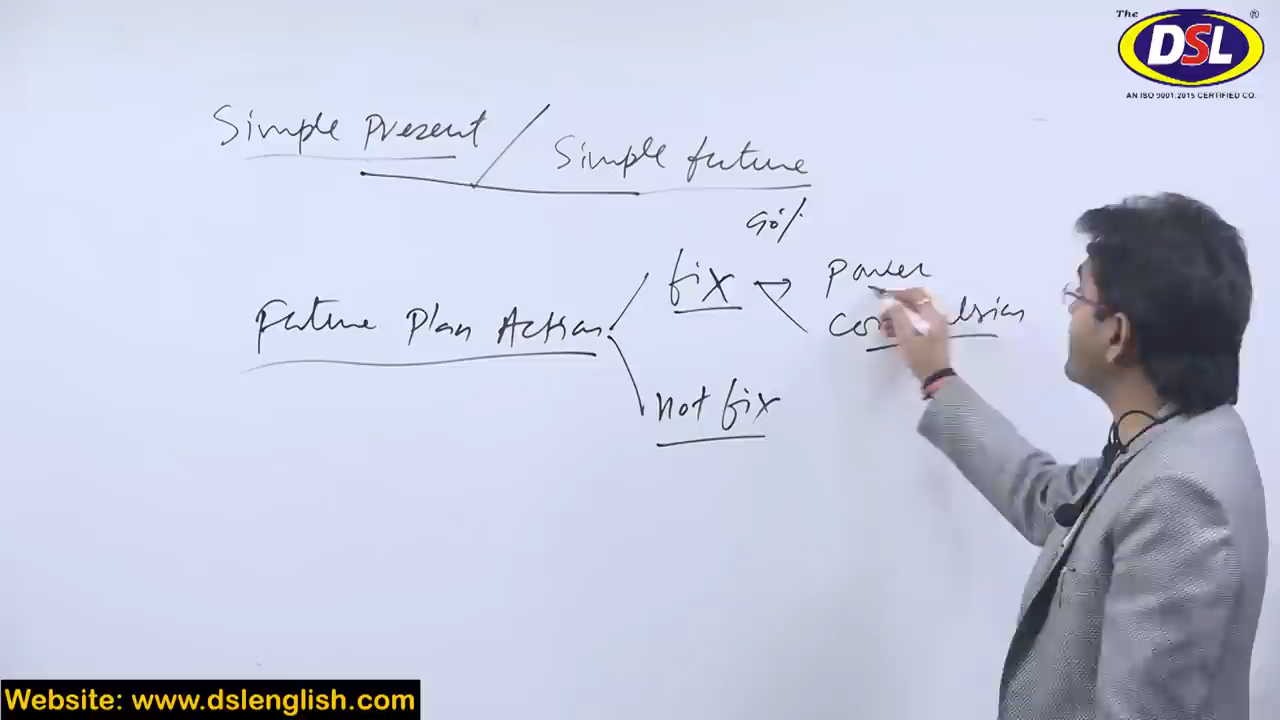 The
®
DSL
AN ISO 9001:2015 CERTIFIED CO.
Simple Present / Simple future
90%
Future Plan Action
fix
Power
not fix
Website: www.dslenglish.com